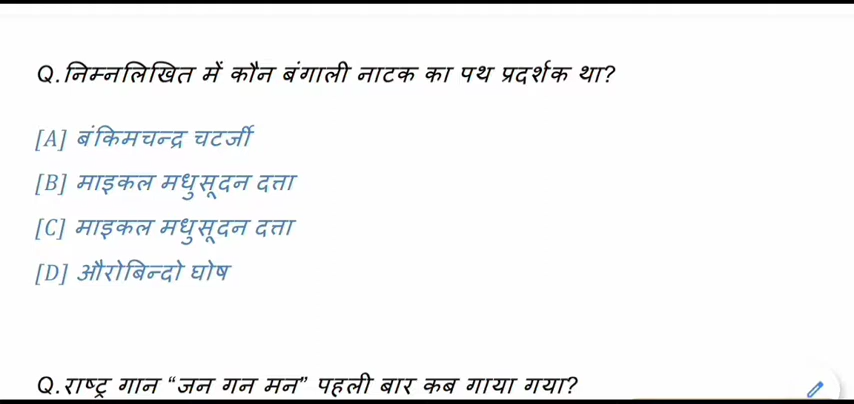 Q. निम्नलिखित में कौन बंगाली नाटक का पथ प्रदर्शक था?
[A] बंकिमचन्द्र चटर्जी
[B] माइकल मधुसूदन दत्ता
[C] माइकल मधुसूदन दत्ता
[D] औरोबिन्दो घोष
Q. राष्ट्र गान “जन गन मन” पहली बार कब गाया गया?